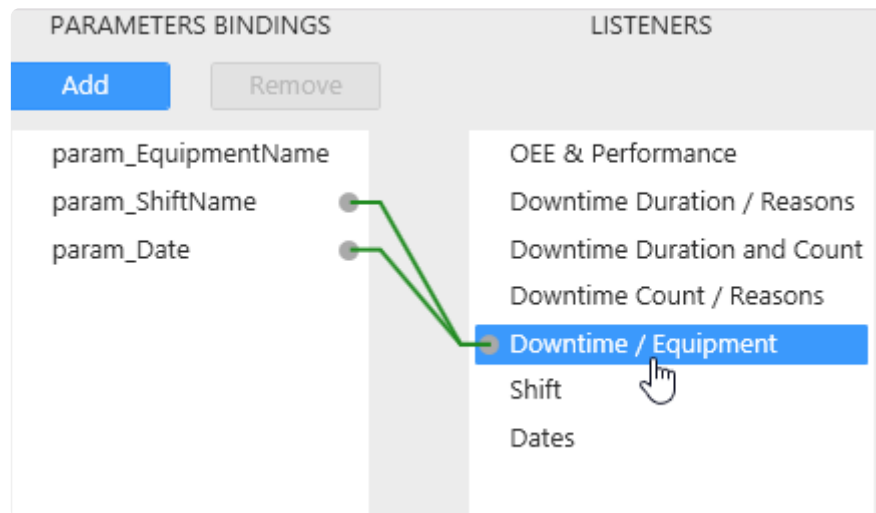 PARAMETERS BINDINGS
LISTENERS
Add
Remove
param_EquipmentName
param_ShiftName
param_Date
OEE & Performance
Downtime Duration / Reasons
Downtime Duration and Count
Downtime Count / Reasons
Downtime / Equipment
Shift
Dates